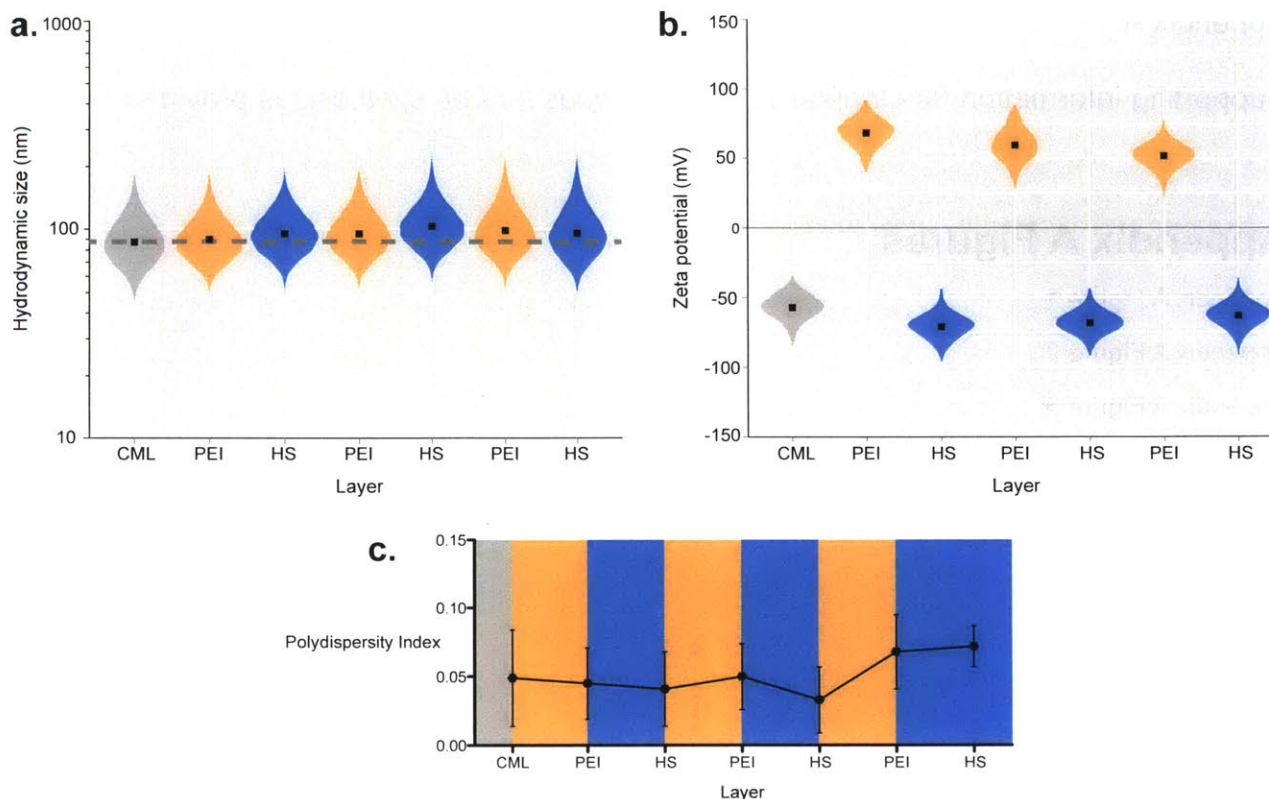 a.
1000
100
10
Hydrodynamic size (nm)
CML PEI HS PEI HS PEI HS
Layer
b.
150
100
50
0
-50
-100
-150
Zeta potential (mV)
CML PEI HS PEI HS PEI HS
Layer
c.
0.15
0.10
0.05
0.00
Polydispersity Index
CML PEI HS PEI HS PEI HS
Layer